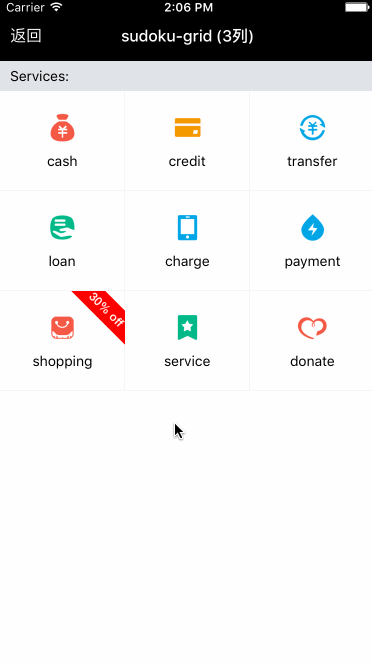 Carrier 2:06 PM
返回 sudoku-grid (3列)
Services:
cash credit transfer
loan charge payment
30% off
shopping service donate